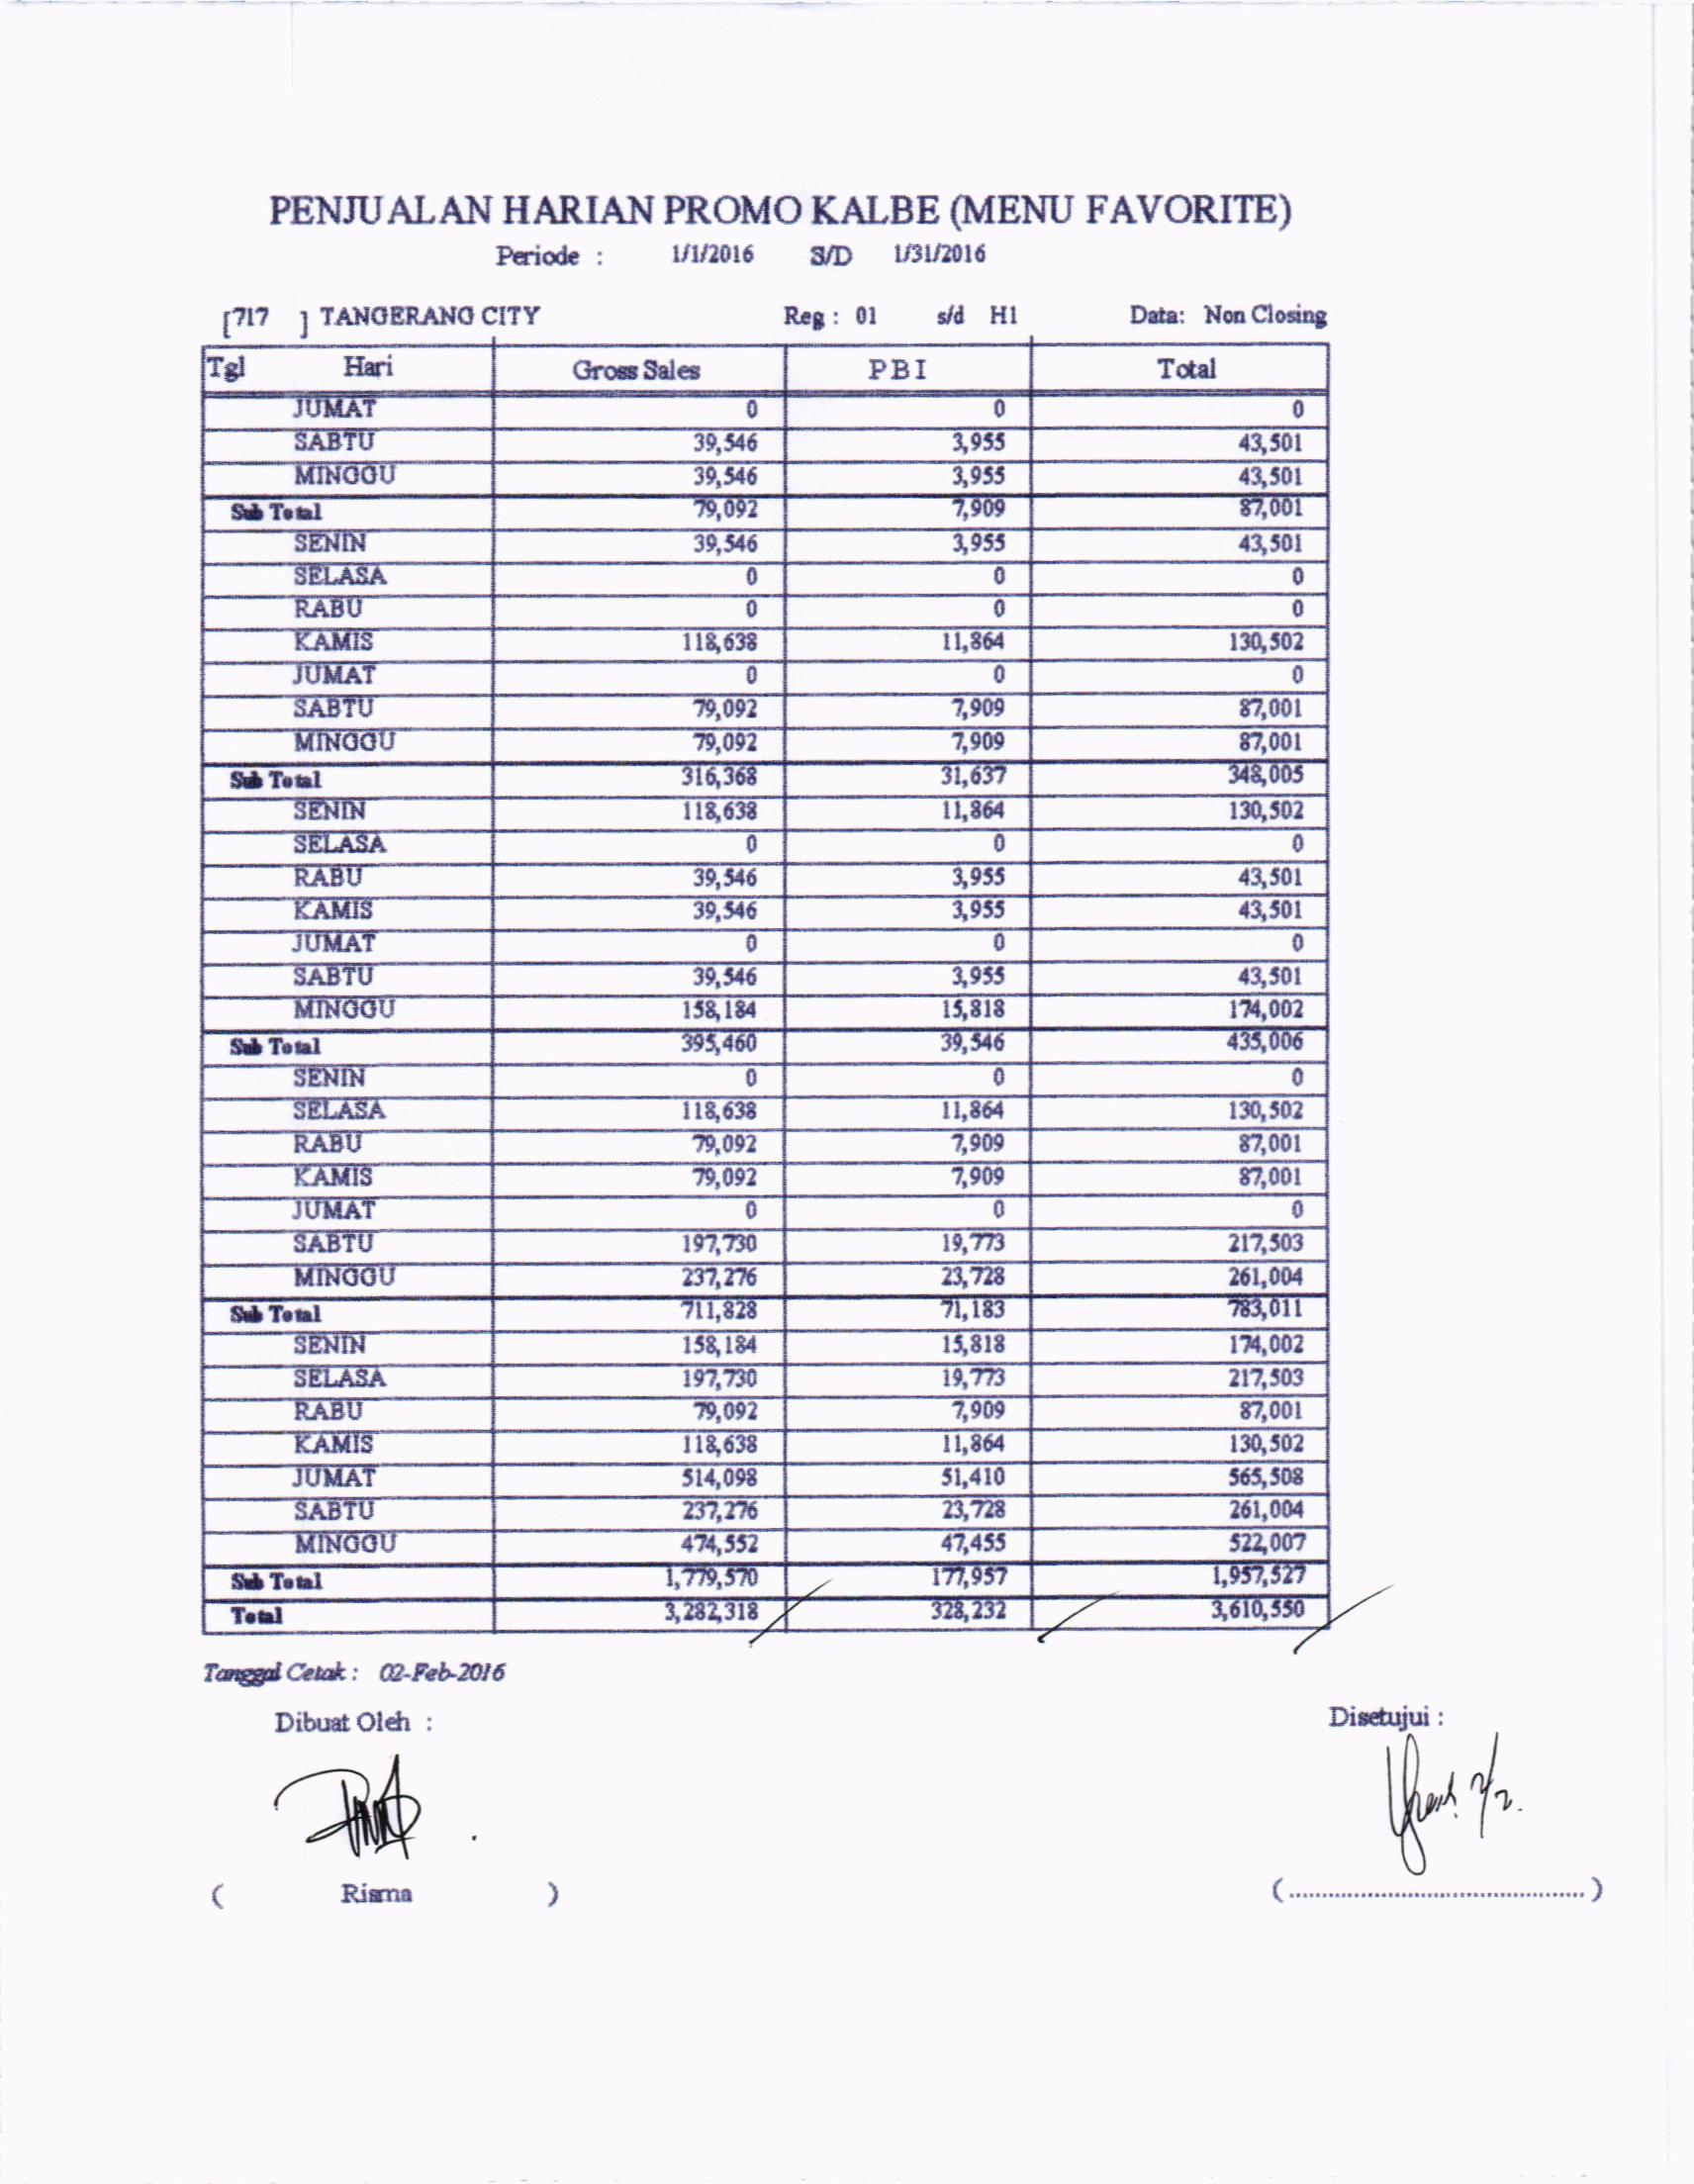 PENJUALAN HARIAN PROMO KALBE (MENU FAVORITE)
Periode : 1/1/2016 S/D 1/31/2016
[717 ] TANGERANG CITY Reg : 01 s/d H1 Data: Non Closing
Tgl Hari Gross Sales PBI Total
JUMAT 0 0 0
SABTU 39,546 3,955 43,501
MINGGU 39,546 3,955 43,501
Sub Total 79,092 7,909 87,001
SENIN 39,546 3,955 43,501
SELASA 0 0 0
RABU 0 0 0
KAMIS 118,638 11,864 130,502
JUMAT 0 0 0
SABTU 79,092 7,909 87,001
MINGGU 79,092 7,909 87,001
Sub Total 316,368 31,637 348,005
SENIN 118,638 11,864 130,502
SELASA 0 0 0
RABU 39,546 3,955 43,501
KAMIS 39,546 3,955 43,501
JUMAT 0 0 0
SABTU 39,546 3,955 43,501
MINGGU 158,184 15,818 174,002
Sub Total 395,460 39,546 435,006
SENIN 0 0 0
SELASA 118,638 11,864 130,502
RABU 79,092 7,909 87,001
KAMIS 79,092 7,909 87,001
JUMAT 0 0 0
SABTU 197,730 19,773 217,503
MINGGU 237,276 23,728 261,004
Sub Total 711,828 71,183 783,011
SENIN 158,184 15,818 174,002
SELASA 197,730 19,773 217,503
RABU 79,092 7,909 87,001
KAMIS 118,638 11,864 130,502
JUMAT 514,098 51,410 565,508
SABTU 237,276 23,728 261,004
MINGGU 474,552 47,455 522,007
Sub Total 1,779,570 177,957 1,957,527
Total 3,282,318 328,232 3,610,550
Tanggal Cetak : 02-Feb-2016
Dibuat Oleh : Disetujui :
2/2.
( Risma ) (..............................................)